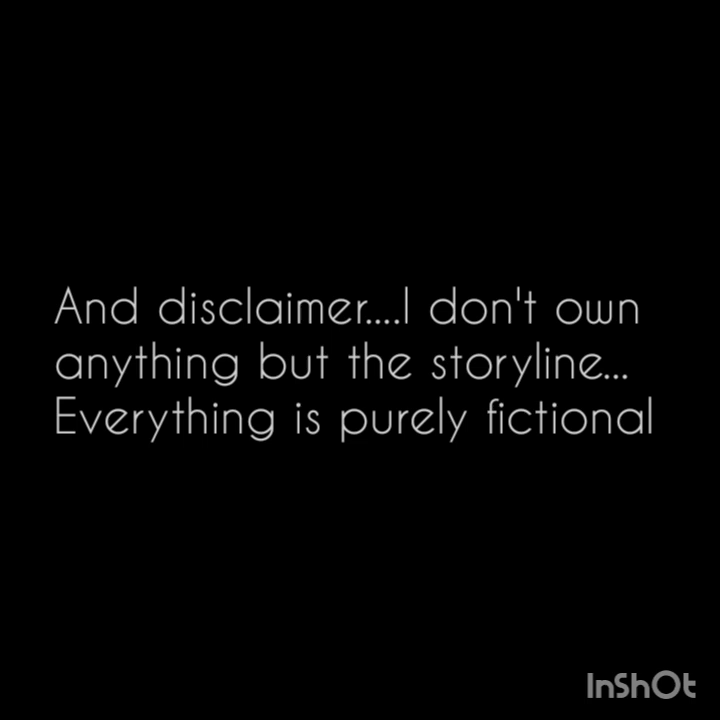 And disclaimer....I don't own
anything but the storyline...
Everything is purely fictional
InShOt